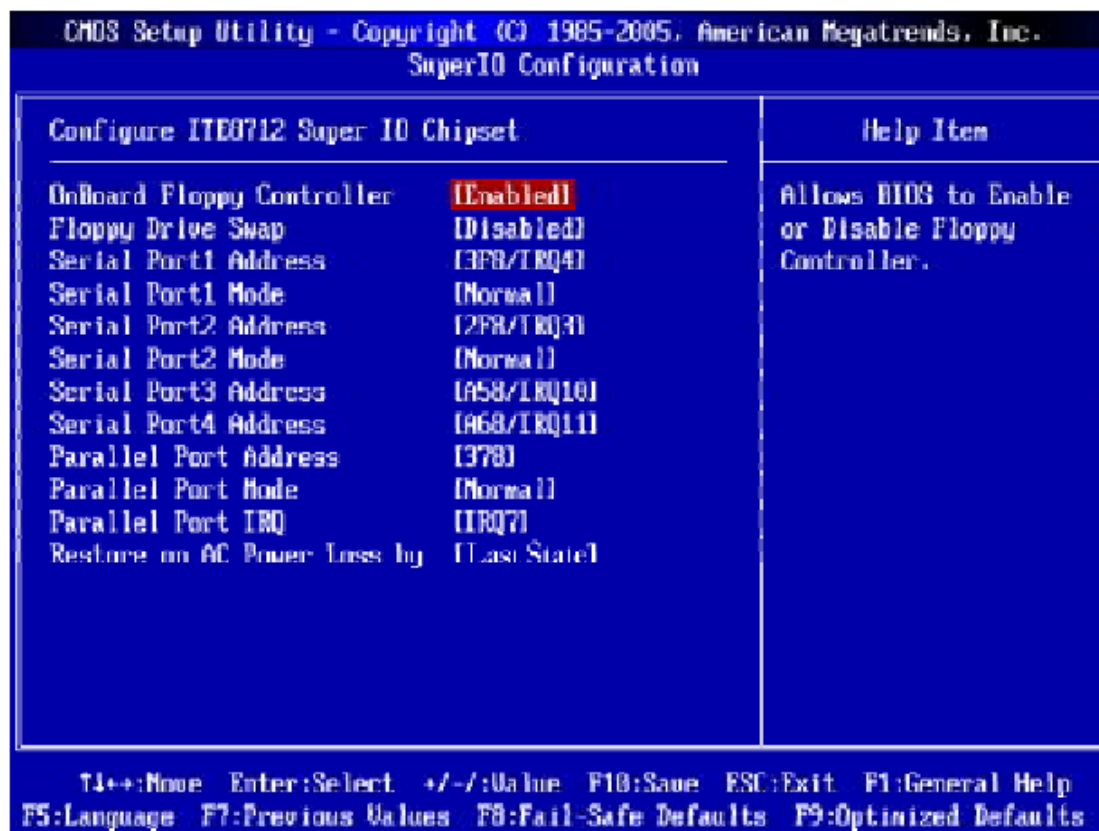 CMOS Setup Utility - Copyright (C) 1985-2005, American Megatrends, Inc.
SuperIO Configuration
Configure ITE8712 Super IO Chipset
Help Item
OnBoard Floppy Controller [Enabled]
Allows BIOS to Enable
Floppy Drive Swap [Disabled]
or Disable Floppy
Serial Port1 Address [3F8/IRQ4]
Controller.
Serial Port1 Mode [Normal]
Serial Port2 Address [2F8/IRQ3]
Serial Port2 Mode [Normal]
Serial Port3 Address [A58/IRQ10]
Serial Port4 Address [A68/IRQ11]
Parallel Port Address [378]
Parallel Port Mode [Normal]
Parallel Port IRQ [IRQ7]
Restore on AC Power Loss by [Last State]
↑↓←→:Move Enter:Select +/-/:Value F10:Save ESC:Exit F1:General Help
F5:Language F7:Previous Values F8:Fail-Safe Defaults F9:Optimized Defaults